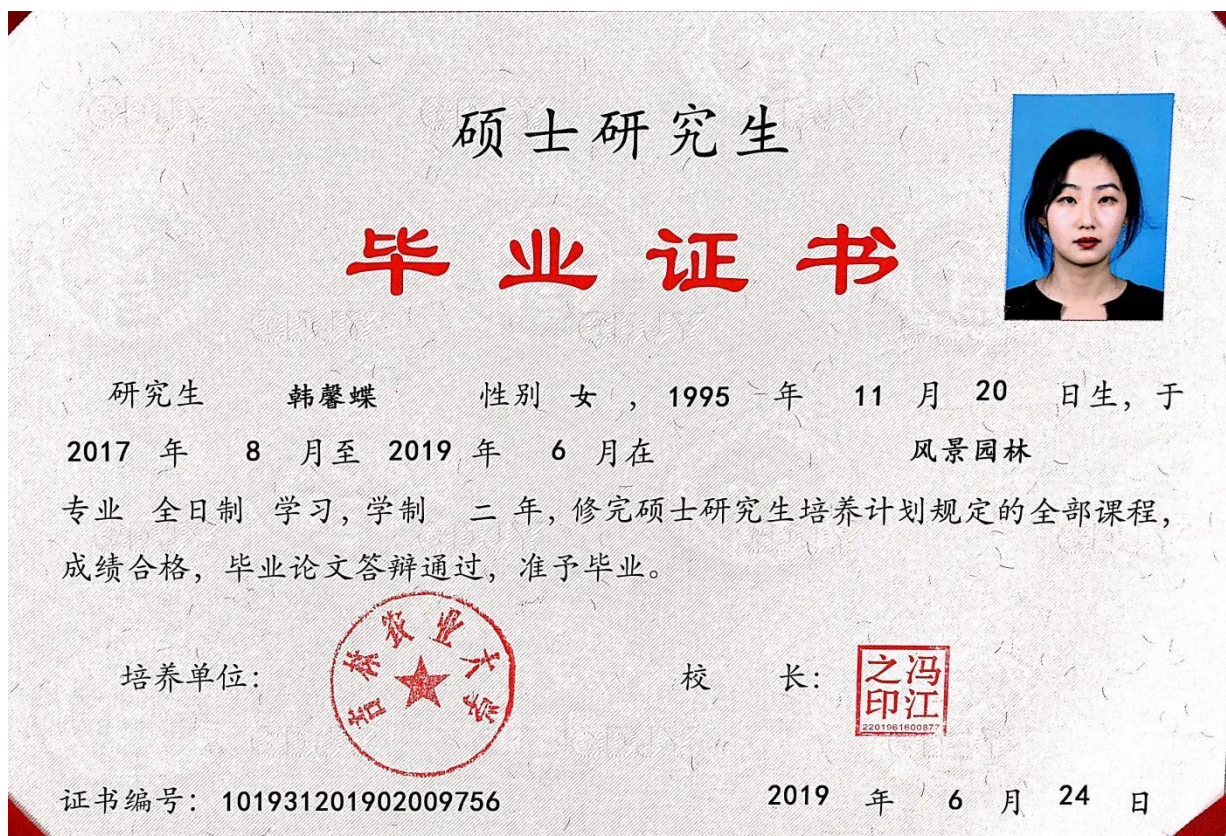 硕士研究生
毕业证书
研究生 韩馨蝶 性别 女 , 1995 年 11 月 20 日生, 于
2017 年 8 月至 2019 年 6 月在 风景园林
专业 全日制 学习, 学制 二 年, 修完硕士研究生培养计划规定的全部课程,
成绩合格, 毕业论文答辩通过, 准予毕业。
培养单位: 吉林农业大学 校 长: 冯江之印
2201961600877
证书编号: 101931201902009756 2019 年 6 月 24 日